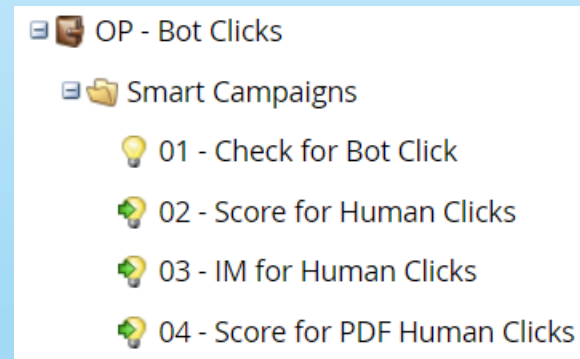 OP - Bot Clicks
Smart Campaigns
01 - Check for Bot Click
02 - Score for Human Clicks
03 - IM for Human Clicks
04 - Score for PDF Human Clicks